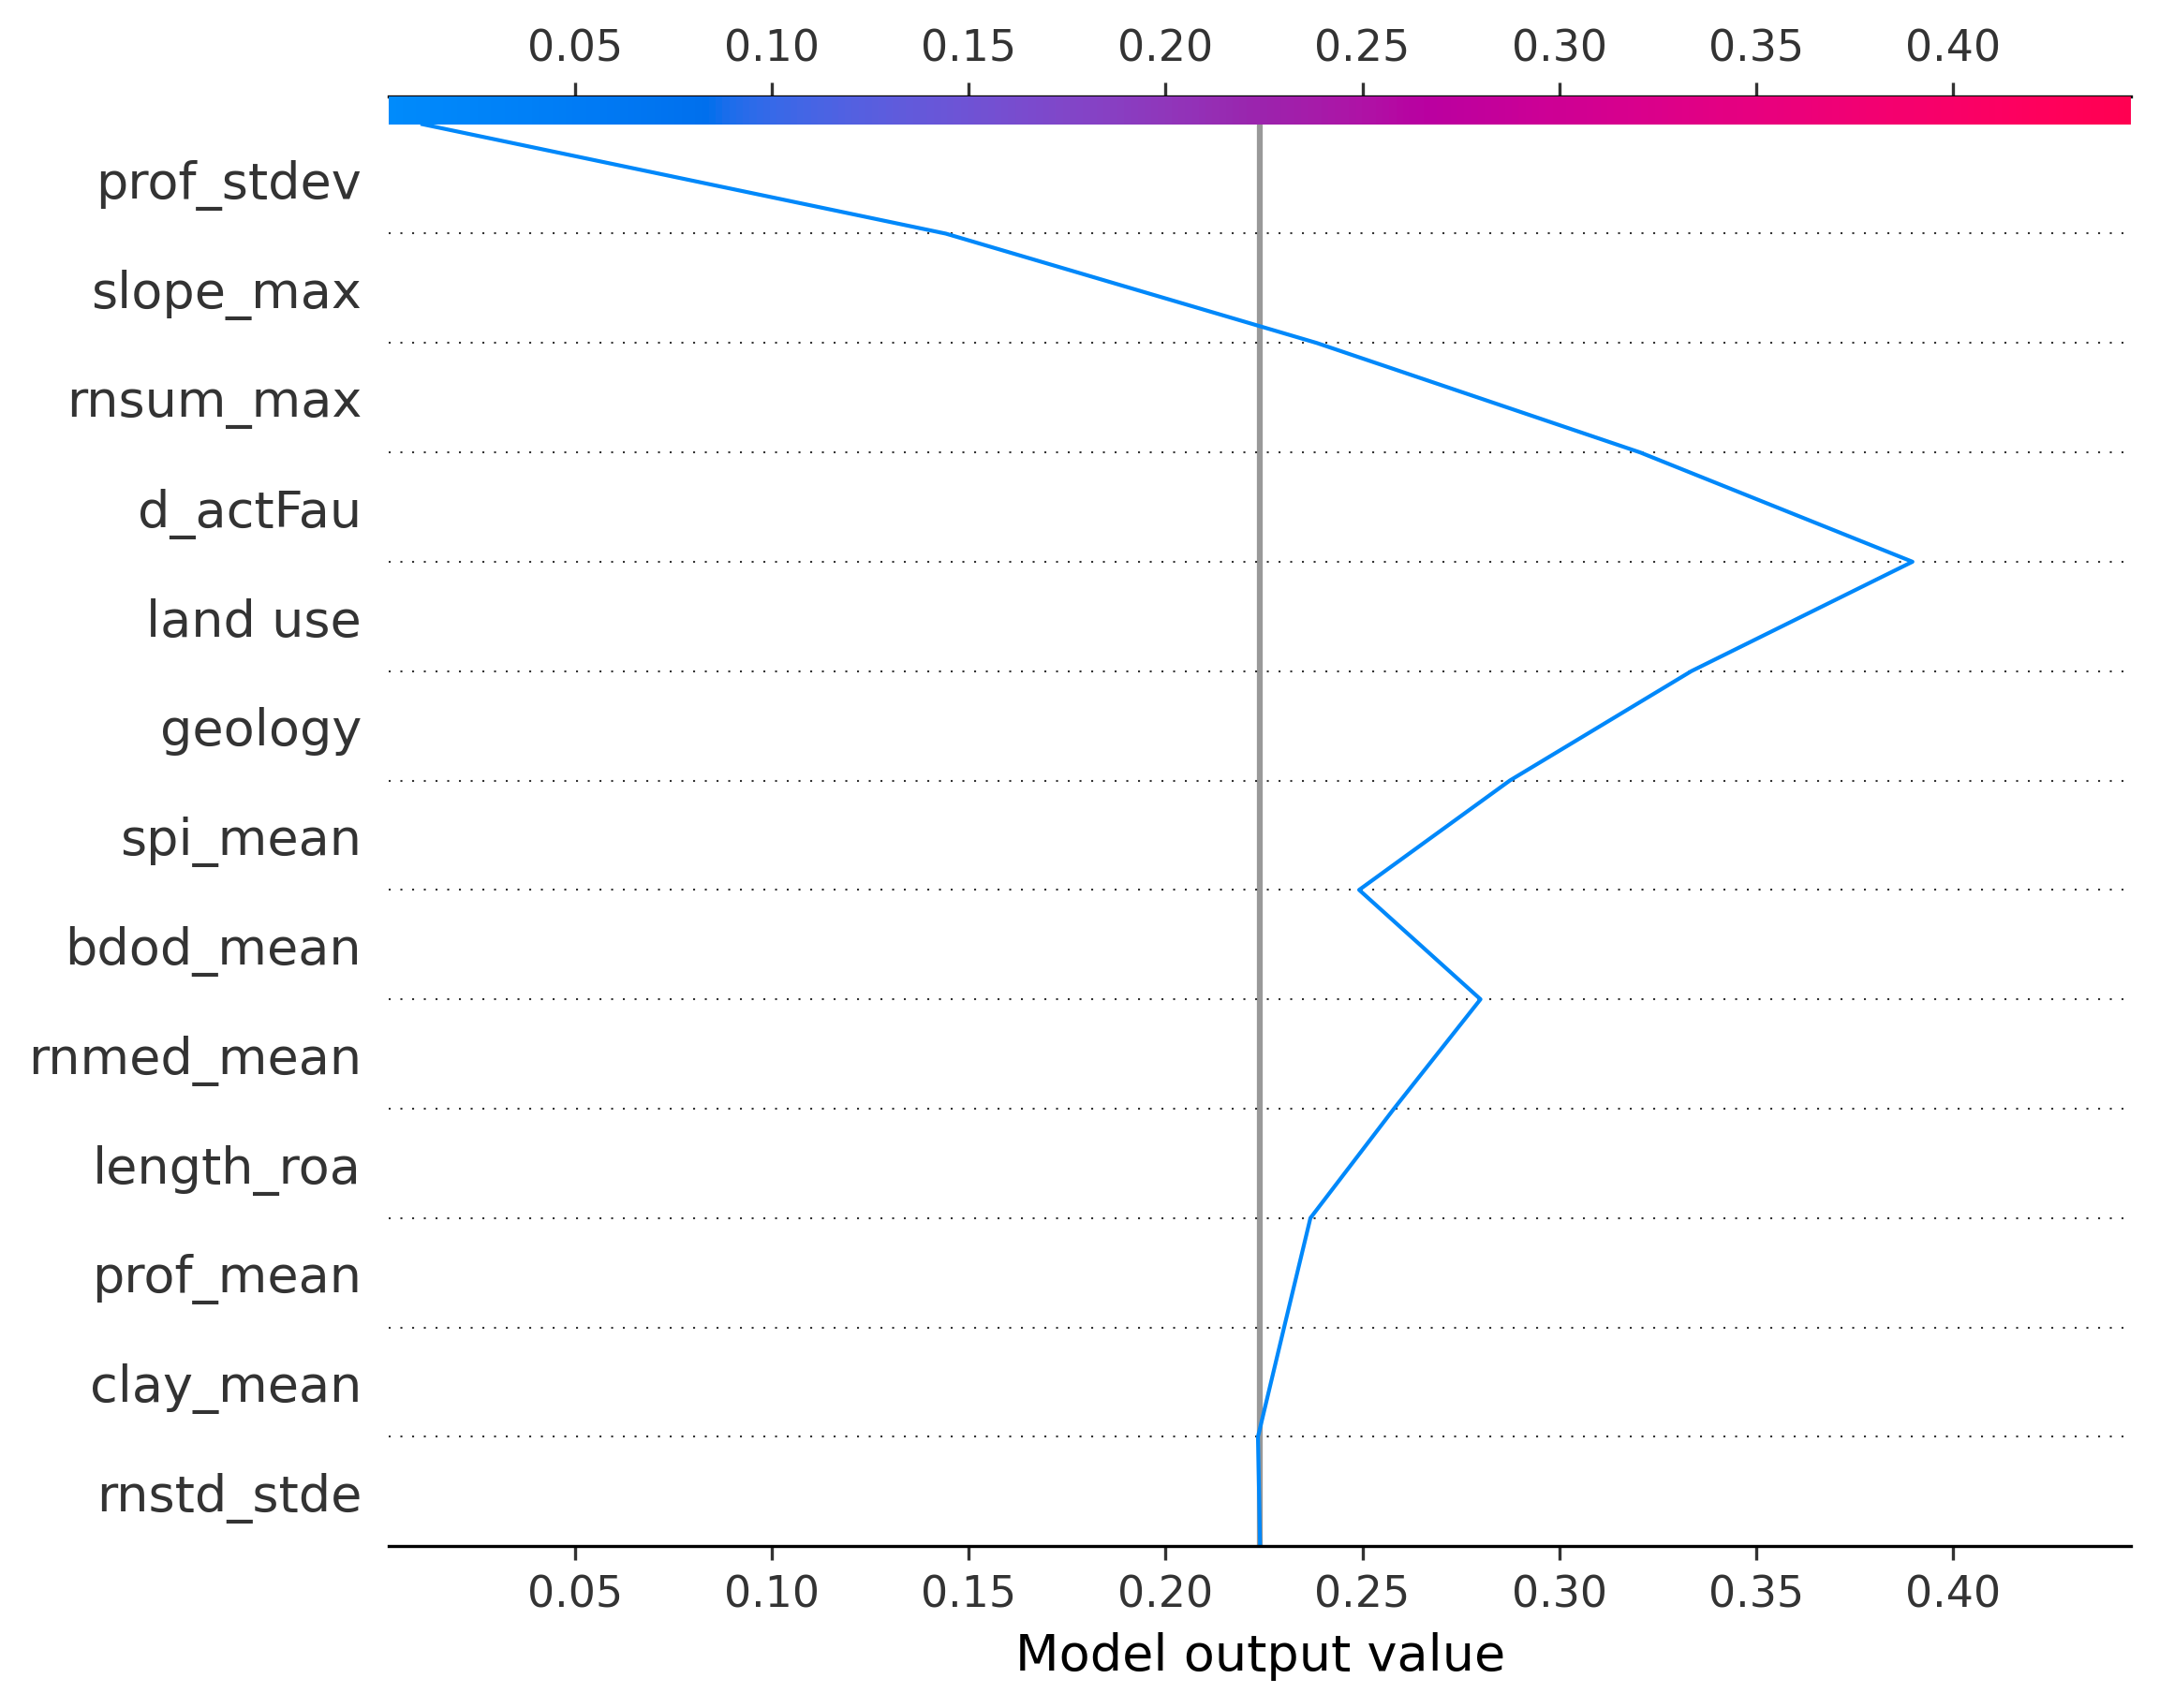 0.05 0.10 0.15 0.20 0.25 0.30 0.35 0.40
prof_stdev
slope_max
rnsum_max
d_actFau
land use
geology
spi_mean
bdod_mean
rnmed_mean
length_roa
prof_mean
clay_mean
rnstd_stde
0.05 0.10 0.15 0.20 0.25 0.30 0.35 0.40
Model output value